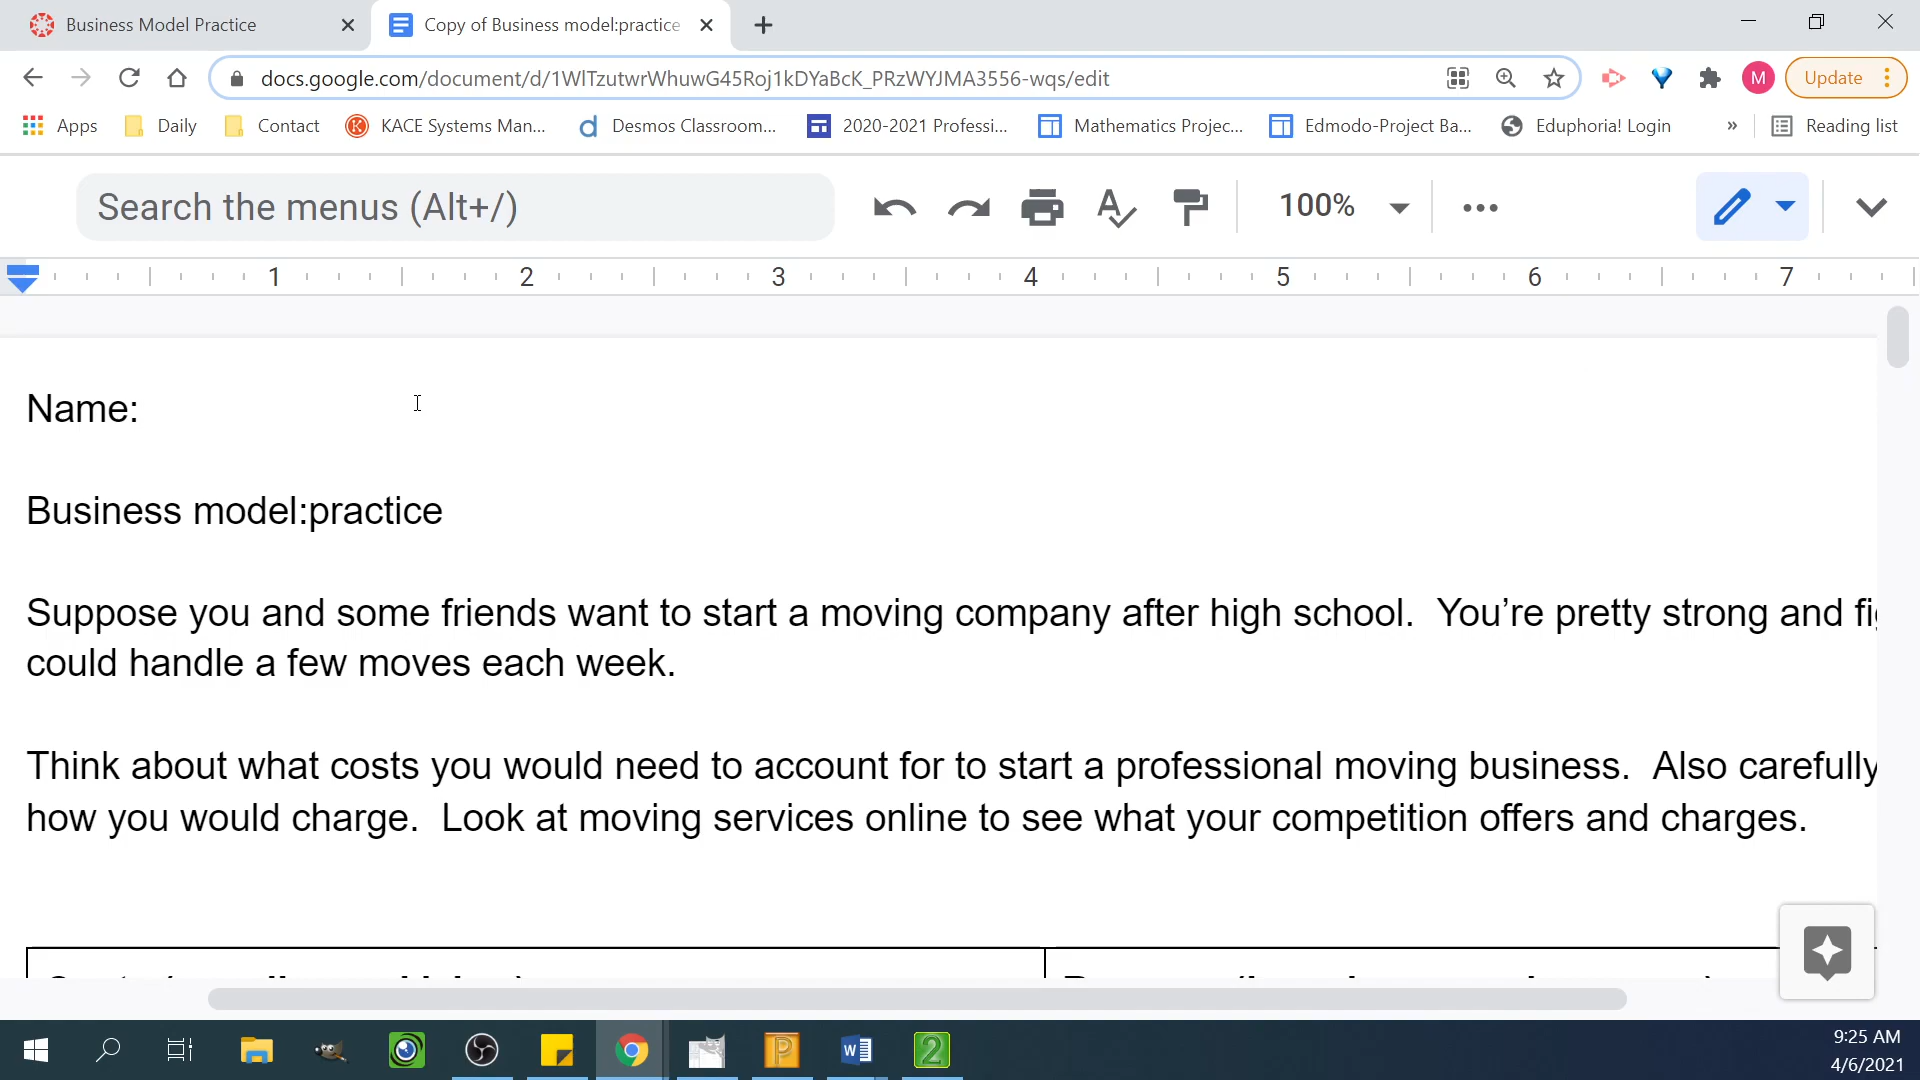 Business Model Practice
Copy of Business model:practice
docs.google.com/document/d/1WlTzutwrWhuwG45Roj1kDYaBcK_PRzWYJMA3556-wqs/edit
M
Update
Apps
Daily
Contact
KACE Systems Man...
Desmos Classroom...
2020-2021 Professi...
Mathematics Projec...
Edmodo-Project Ba...
Euphoria! Login
»
Reading list
Search the menus (Alt+/)
100%
1 2 3 4 5 6 7
Name:
Business model:practice
Suppose you and some friends want to start a moving company after high school. You’re pretty strong and
could handle a few moves each week.
Think about what costs you would need to account for to start a professional moving business. Also carefully
how you would charge. Look at moving services online to see what your competition offers and charges.
9:25 AM
4/6/2021